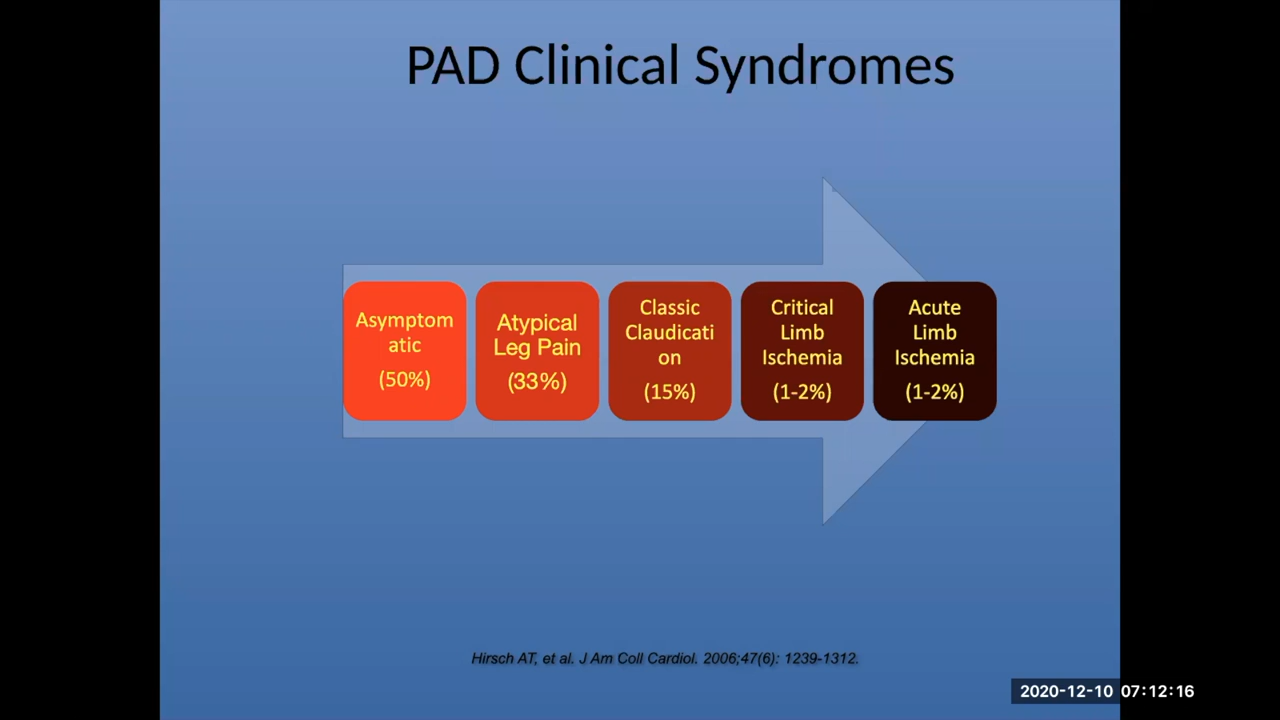 PAD Clinical Syndromes
Asymptom
atic
(50%)
Atypical
Leg Pain
(33%)
Classic
Claudicati
on
(15%)
Critical
Limb
Ischemia
(1-2%)
Acute
Limb
Ischemia
(1-2%)
Hirsch AT, et al. J Am Coll Cardiol. 2006;47(6): 1239-1312.
2020-12-10 07:12:16